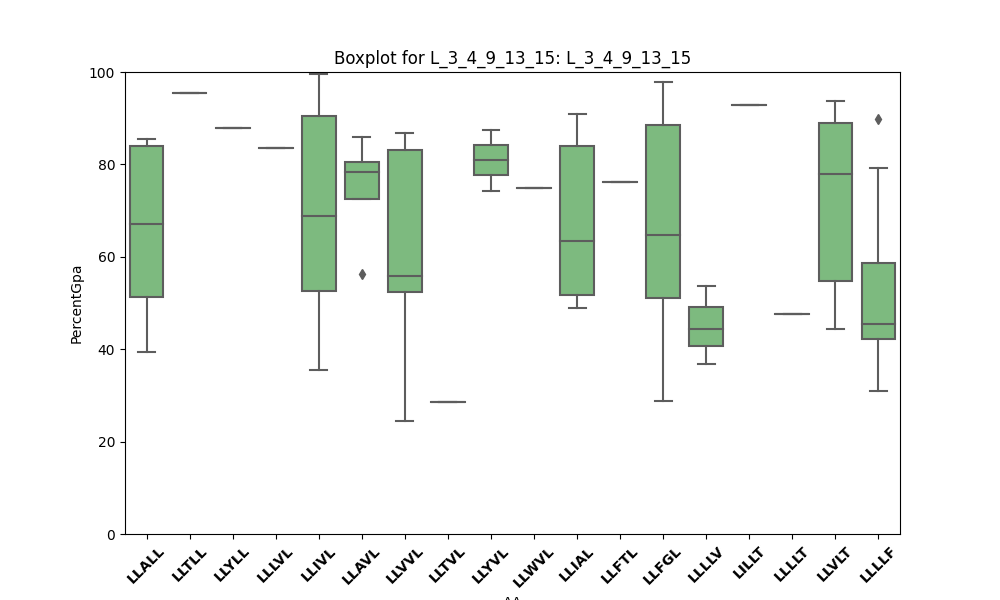 Boxplot for L_3_4_9_13_15: L_3_4_9_13_15
PercentGpa
100
80
60
40
20
0
LLALL
LLTLL
LLYLL
LLLVL
LLIVL
LLAVL
LLVVL
LLTVL
LLYVL
LLWVL
LLIAL
LLFTL
LLFGL
LLLLV
LILLT
LLLLT
LLVLT
LLLLF
AA